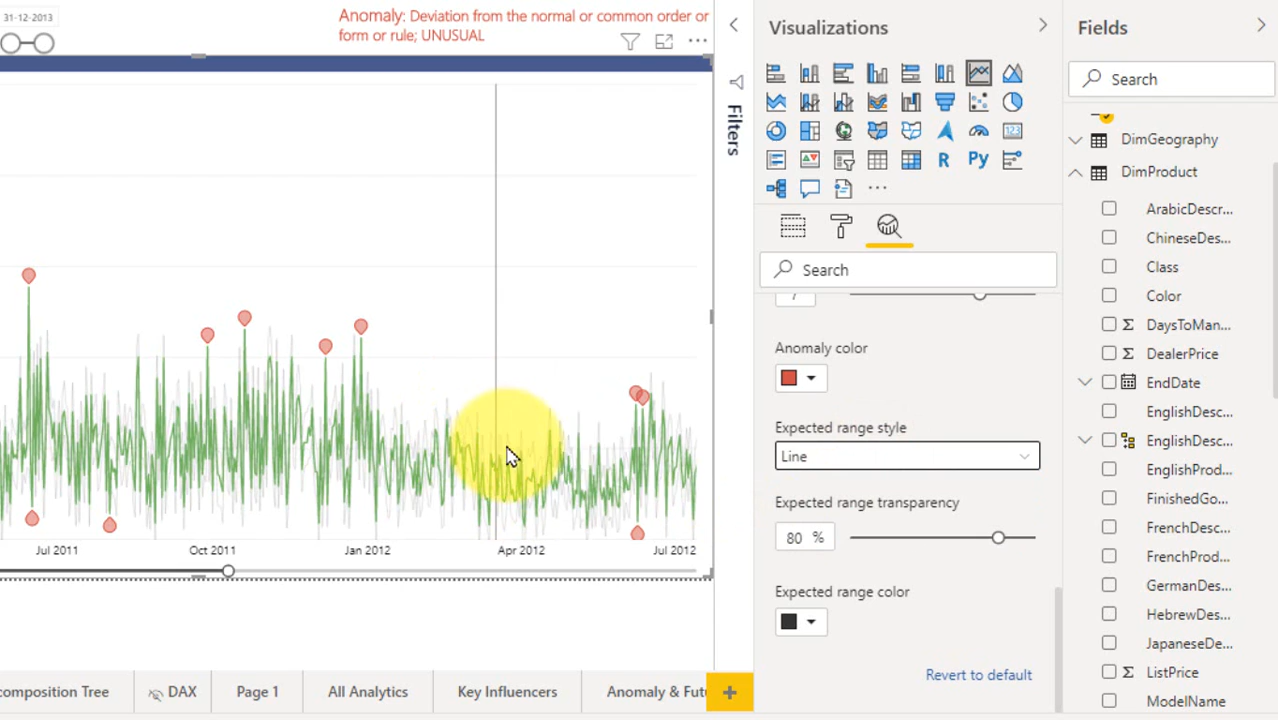 31-12-2013
Anomaly: Deviation from the normal or common order or
form or rule; UNUSUAL
Jul 2011
Oct 2011
Jan 2012
Apr 2012
Jul 2012
composition Tree
DAX
Page 1
All Analytics
Key Influencers
Anomaly & Futu
+
Filters
Visualizations
123
R
Py
Search
Anomaly color
Expected range style
Line
Expected range transparency
80 %
Expected range color
Revert to default
Fields
Search
DimGeography
DimProduct
ArabicDescr...
ChineseDes...
Class
Color
Σ DaysToMan...
Σ DealerPrice
EndDate
EnglishDesc...
EnglishDesc...
EnglishProd...
FinishedGo...
FrenchDesc...
FrenchProd...
GermanDes...
HebrewDes...
JapaneseDe...
Σ ListPrice
ModelName